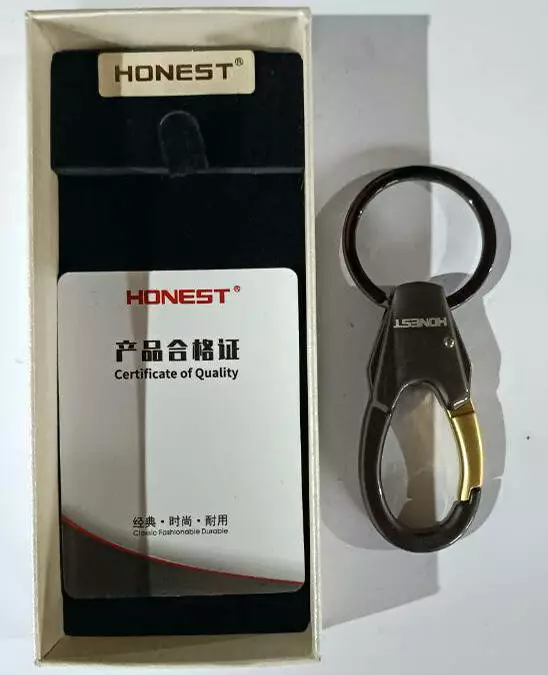 HONEST®
HONEST®
产品合格证
Certificate of Quality
经典·时尚·耐用
Classic Fashionable Durable
HONEST